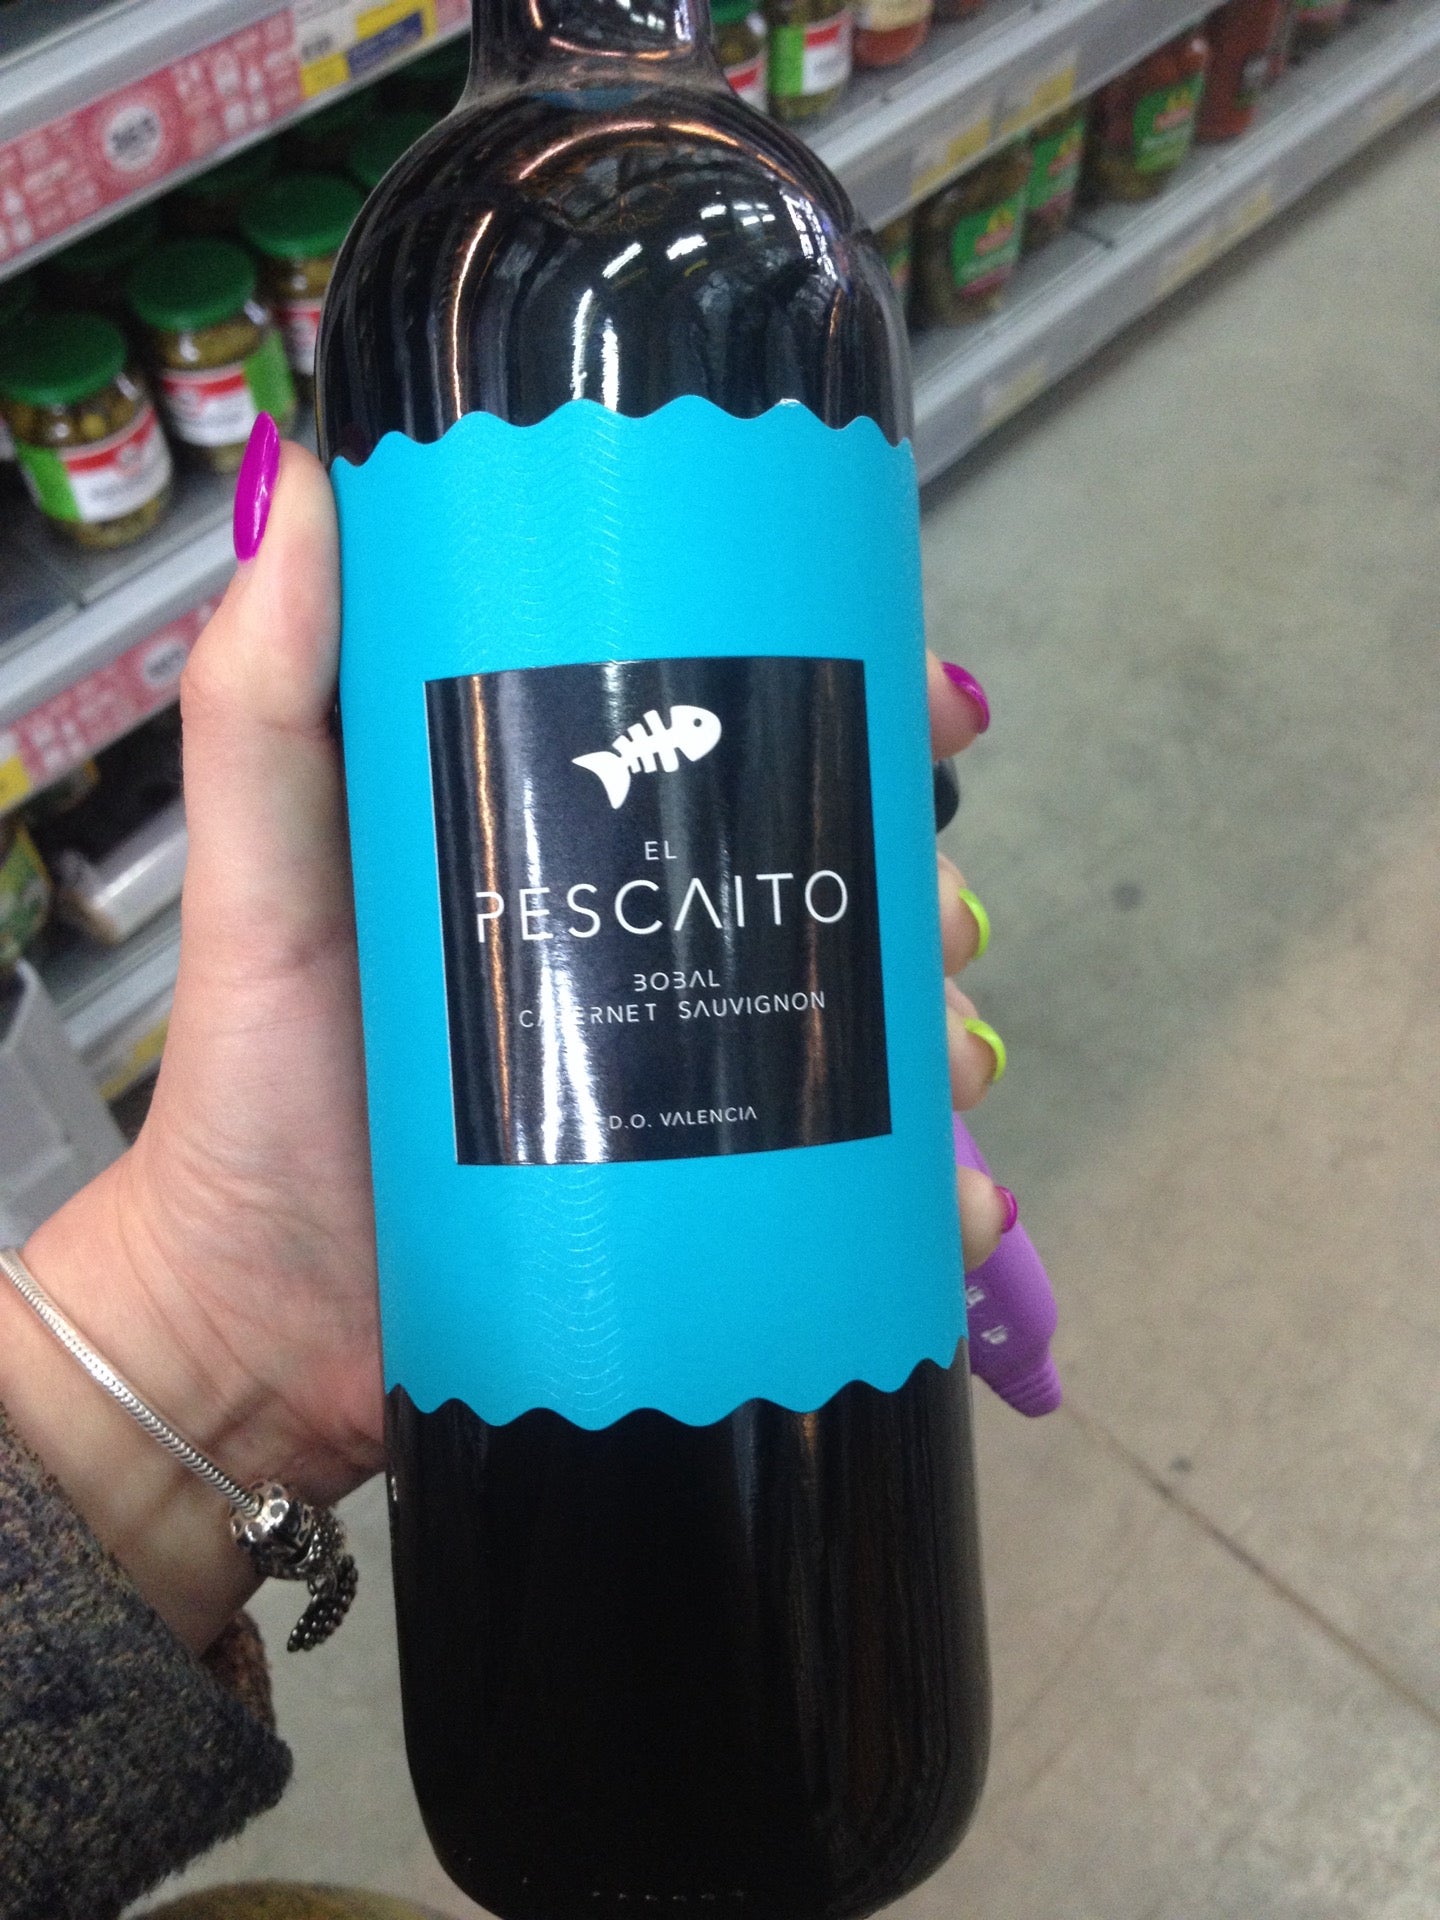 EL
PESCAITO
BOBAL
CABERNET SAUVIGNON
D.O. VALENCIA